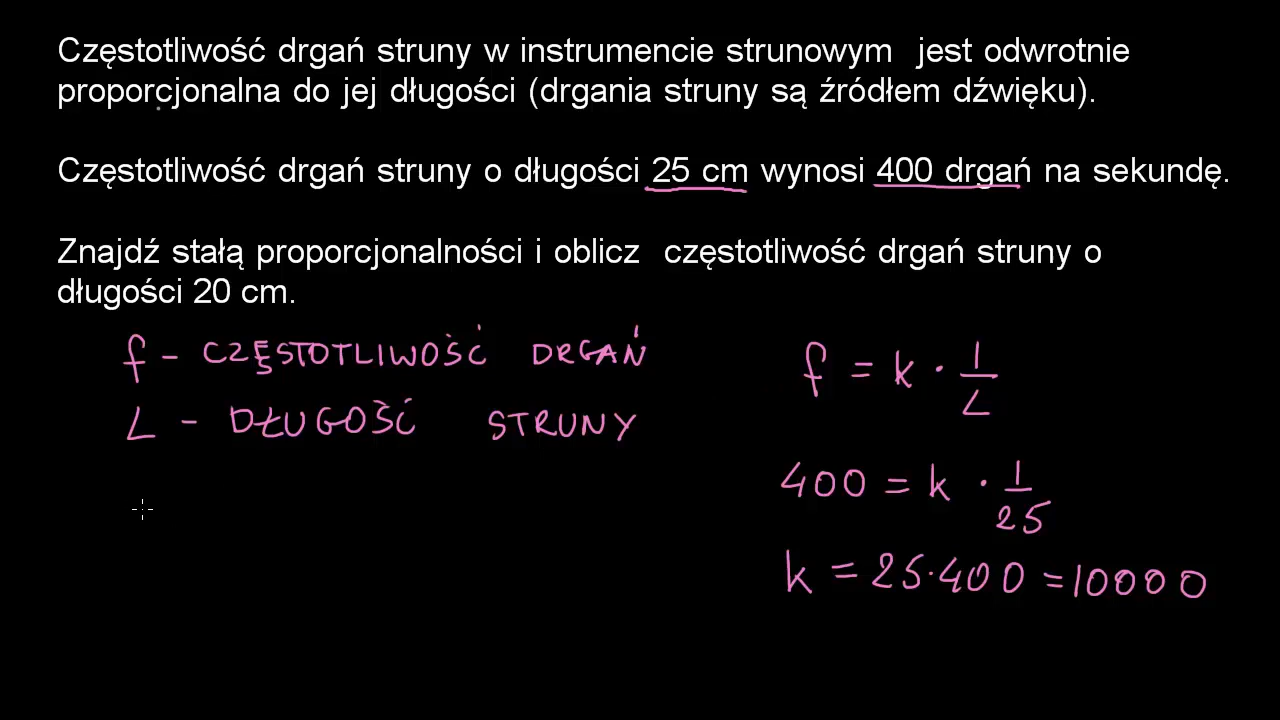 Częstotliwość drgań struny w instrumencie strunowym jest odwrotnie
proporcjonalna do jej długości (drgania struny są źródłem dźwięku).
Częstotliwość drgań struny o długości 25 cm wynosi 400 drgań na sekundę.
Znajdź stałą proporcjonalności i oblicz częstotliwość drgań struny o
długości 20 cm.
f - CZĘSTOTLIWOŚĆ DRGAŃ
L - DŁUGOŚĆ STRUNY
f = k · 1/L
400 = k · 1/25
k = 25·400 = 10000